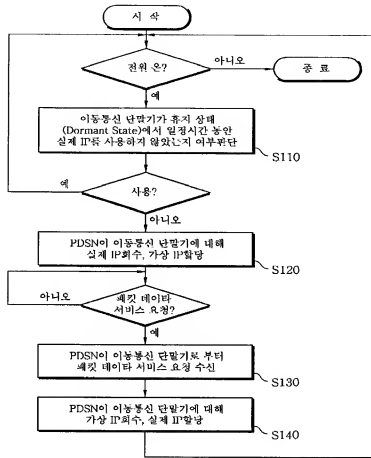 시 작
전원 온?
아니오
종 료
예
이동통신 단말기가 휴지 상태
(Dormant State)에서 일정시간 동안
실제 IP를 사용하지 않았는지 여부판단
S110
예
사용?
아니오
PDSN이 이동통신 단말기에 대해
실제 IP회수, 가상 IP할당
S120
아니오
패킷 데이타
서비스 요청?
예
PDSN이 이동통신 단말기로 부터
패킷 데이타 서비스 요청 수신
S130
PDSN이 이동통신 단말기에 대해
가상 IP회수, 실제 IP할당
S140